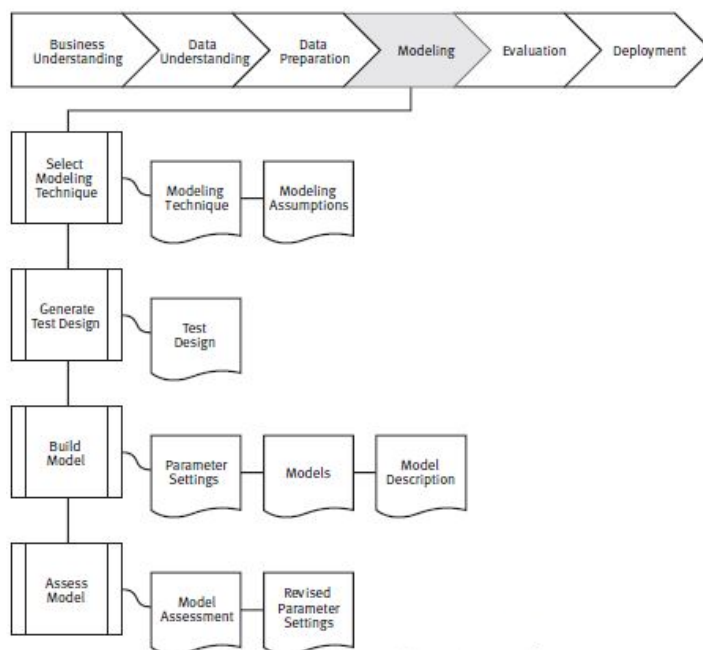 Business
Understanding
Data
Understanding
Data
Preparation
Modeling
Evaluation
Deployment
Select
Modeling
Technique
Modeling
Technique
Modeling
Assumptions
Generate
Test Design
Test
Design
Build
Model
Parameter
Settings
Models
Model
Description
Assess
Model
Model
Assessment
Revised
Parameter
Settings